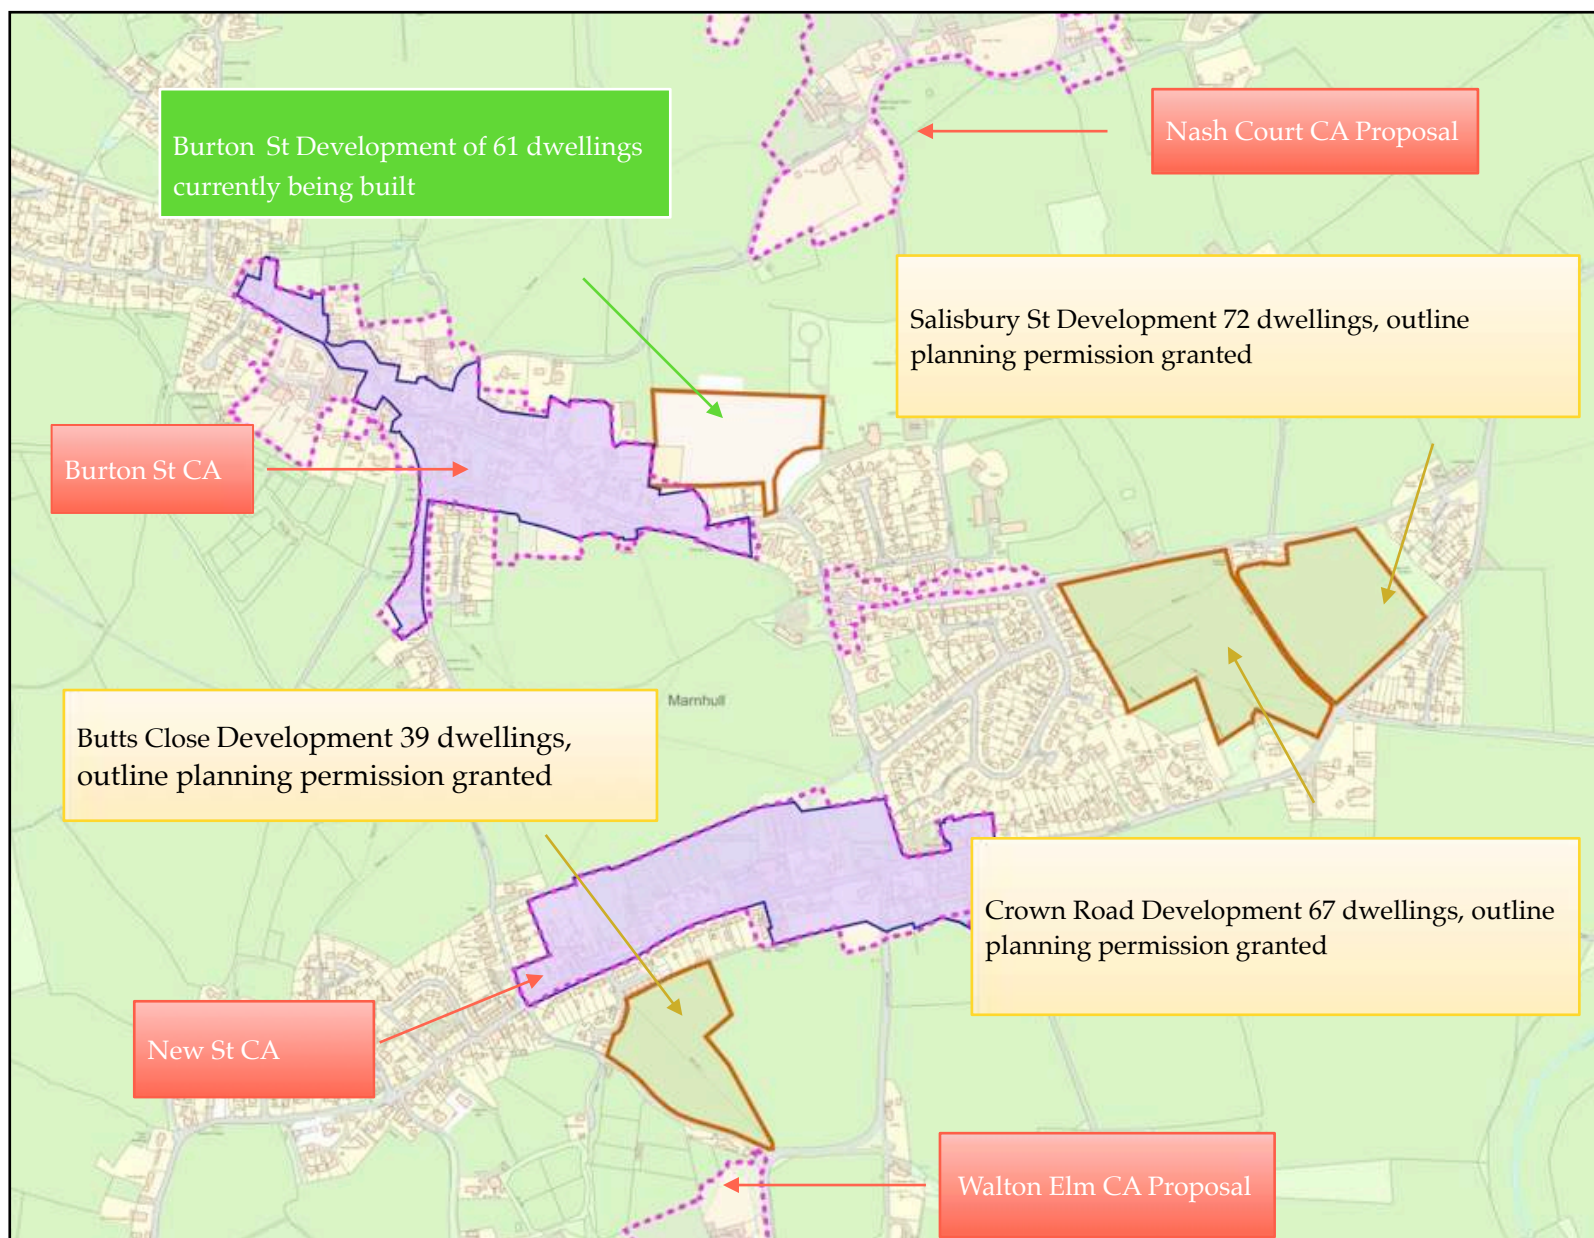 Nash Court CA Proposal
Burton St Development of 61 dwellings
currently being built
Salisbury St Development 72 dwellings, outline
planning permission granted
Burton St CA
Marnhull
Butts Close Development 39 dwellings,
outline planning permission granted
Crown Road Development 67 dwellings, outline
planning permission granted
New St CA
Walton Elm CA Proposal